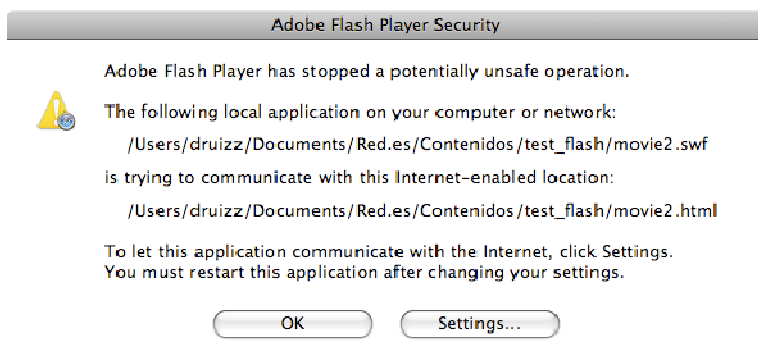 Adobe Flash Player Security
Adobe Flash Player has stopped a potentially unsafe operation.
The following local application on your computer or network:
/Users/druizz/Documents/Red.es/Contenidos/test_flash/movie2.swf
is trying to communicate with this Internet-enabled location:
/Users/druizz/Documents/Red.es/Contenidos/test_flash/movie2.html
To let this application communicate with the Internet, click Settings.
You must restart this application after changing your settings.
OK
Settings...